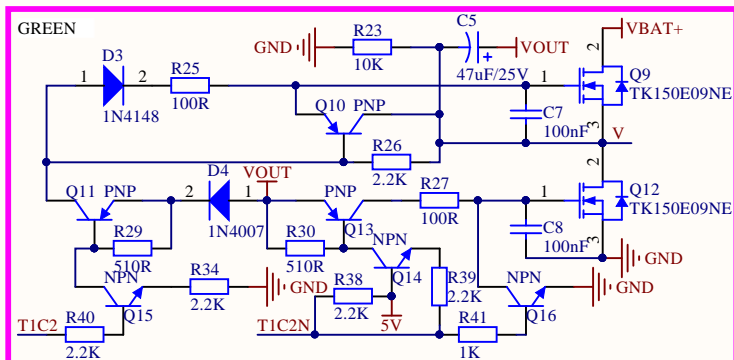 GREEN
D3
1
2
1N4148
R25
100R
GND
R23
10K
C5
+
47uF/25V
VOUT
VBAT+
2
1
3
Q9
TK150E09NE
C7
100nF
Q10
PNP
R26
2.2K
V
Q11
PNP
R29
510R
D4
2
1
1N4007
VOUT
R30
510R
PNP
Q13
R27
100R
2
1
3
Q12
TK150E09NE
C8
100nF
GND
NPN
Q15
R34
2.2K
GND
NPN
Q14
R38
2.2K
5V
R39
2.2K
NPN
Q16
GND
T1C2
R40
2.2K
T1C2N
R41
1K